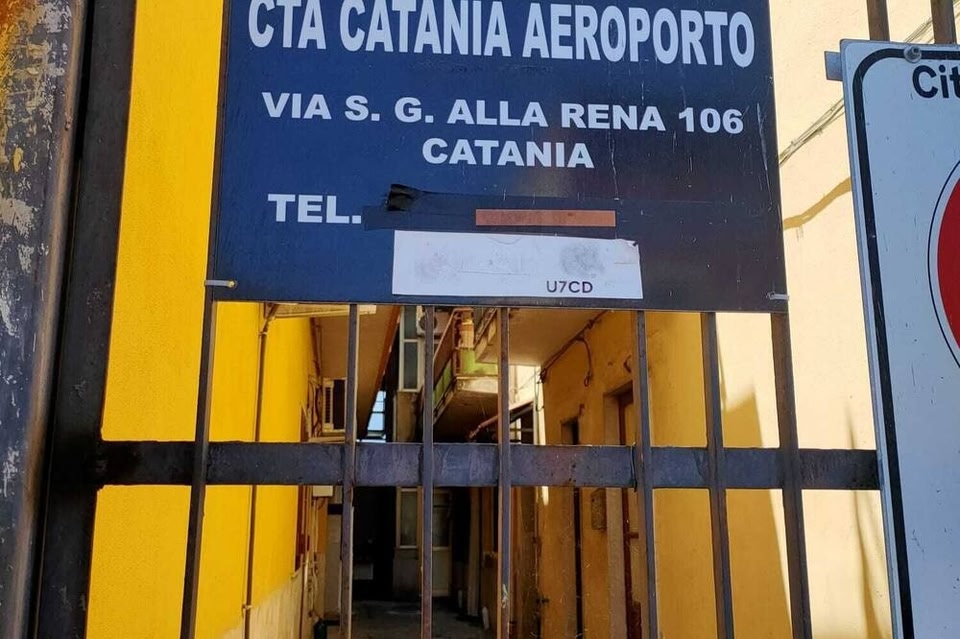 CTA CATANIA AEROPORTO
VIA S. G. ALLA RENA 106
CATANIA
TEL.
U7CD
Cit